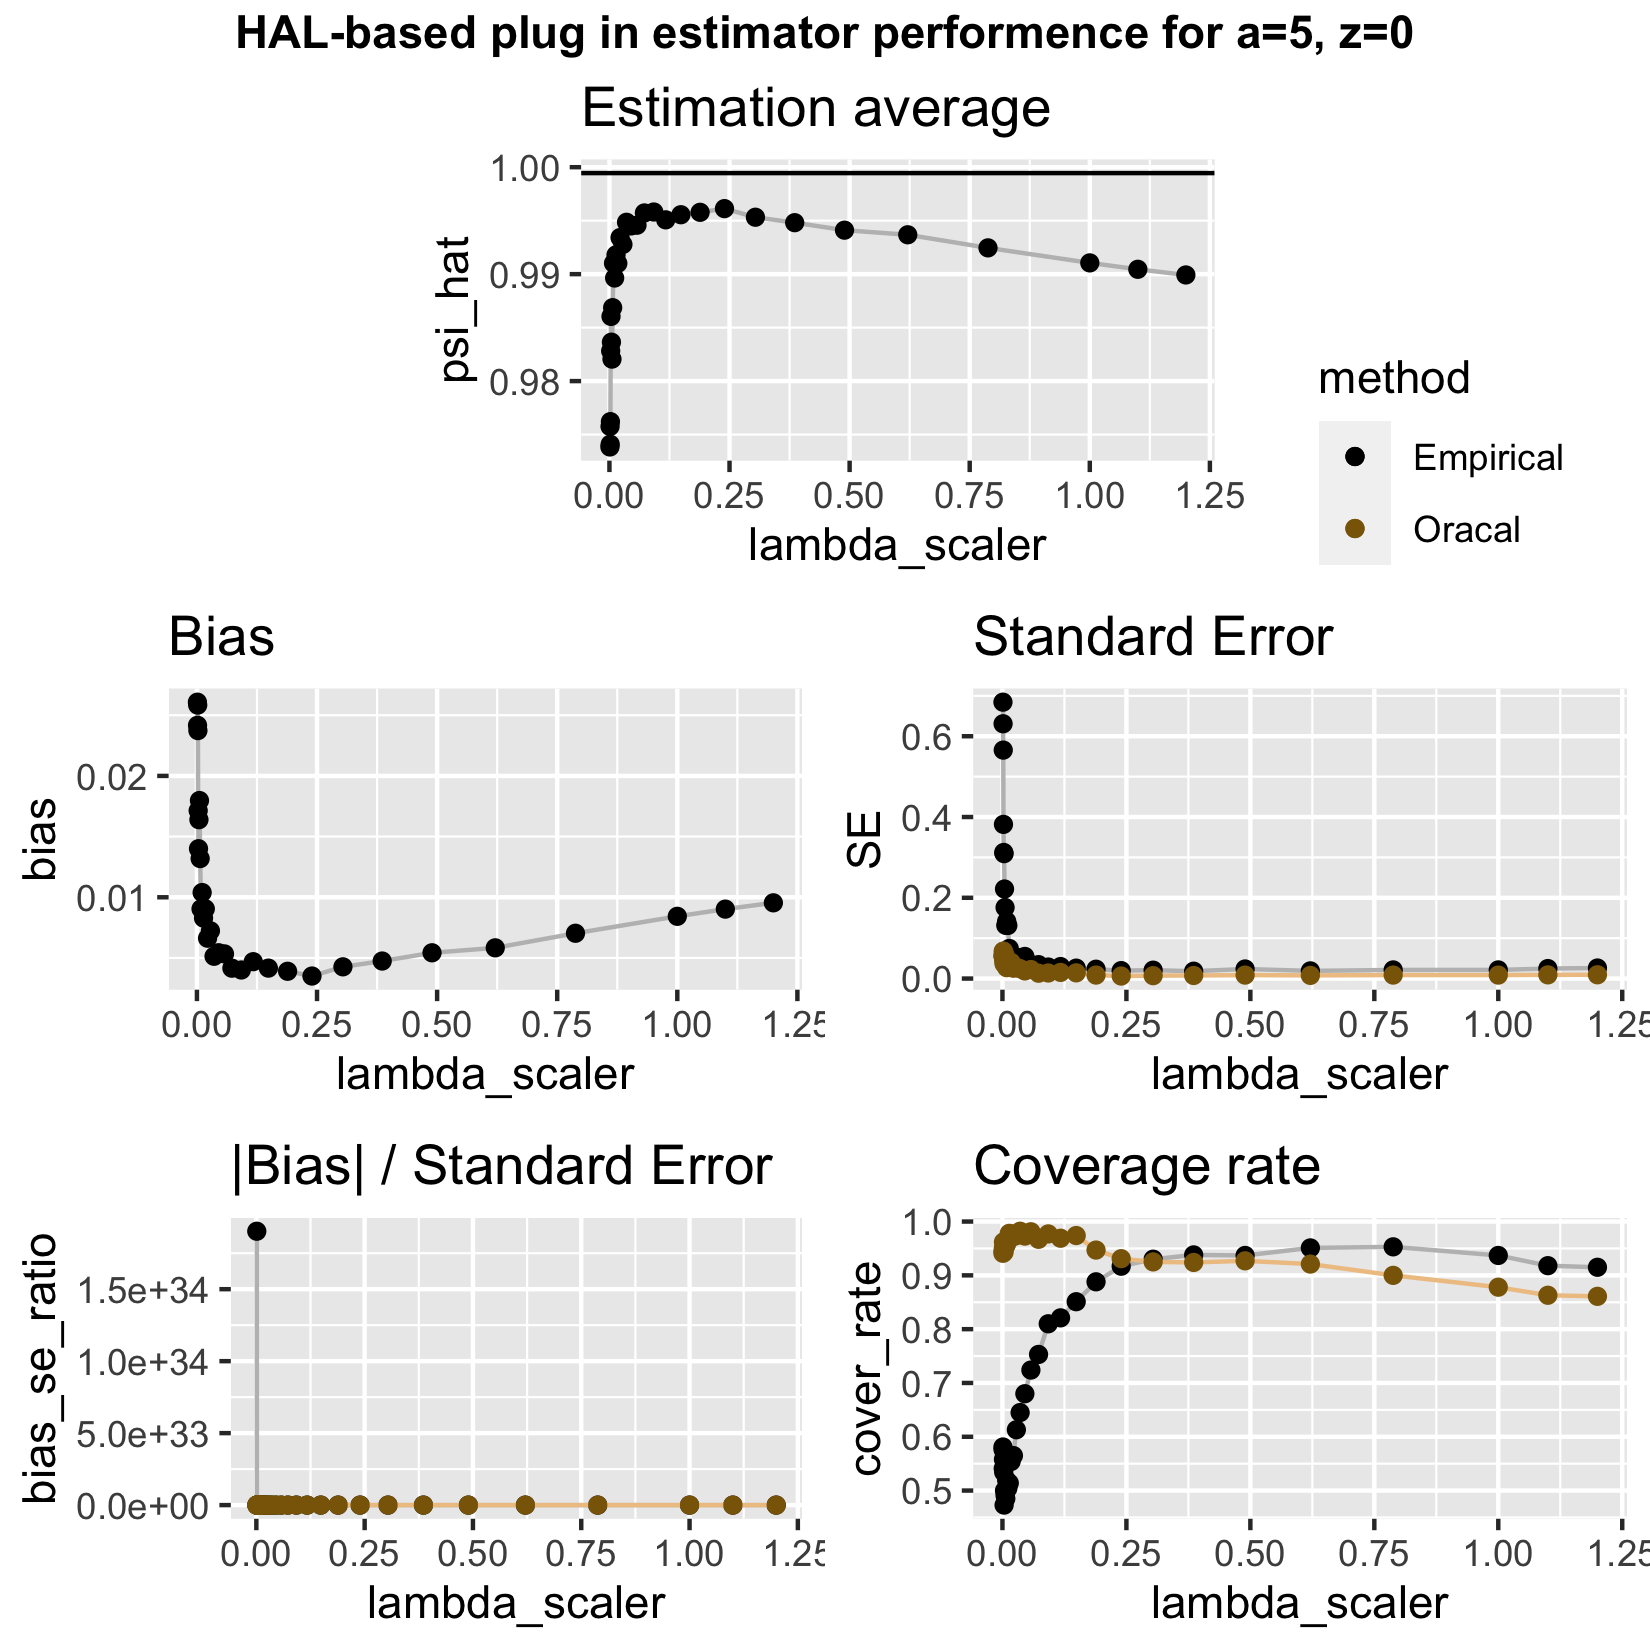 HAL-based plug in estimator performence for a=5, z=0
Estimation average
psi_hat
1.00
0.99
0.98
0.00 0.25 0.50 0.75 1.00 1.25
lambda_scaler
method
Empirical
Oracal
Bias
bias
0.02
0.01
0.00 0.25 0.50 0.75 1.00 1.25
lambda_scaler
Standard Error
SE
0.6
0.4
0.2
0.0
0.00 0.25 0.50 0.75 1.00 1.25
lambda_scaler
|Bias| / Standard Error
bias_se_ratio
1.5e+34
1.0e+34
5.0e+33
0.0e+00
0.00 0.25 0.50 0.75 1.00 1.25
lambda_scaler
Coverage rate
cover_rate
1.0
0.9
0.8
0.7
0.6
0.5
0.00 0.25 0.50 0.75 1.00 1.25
lambda_scaler